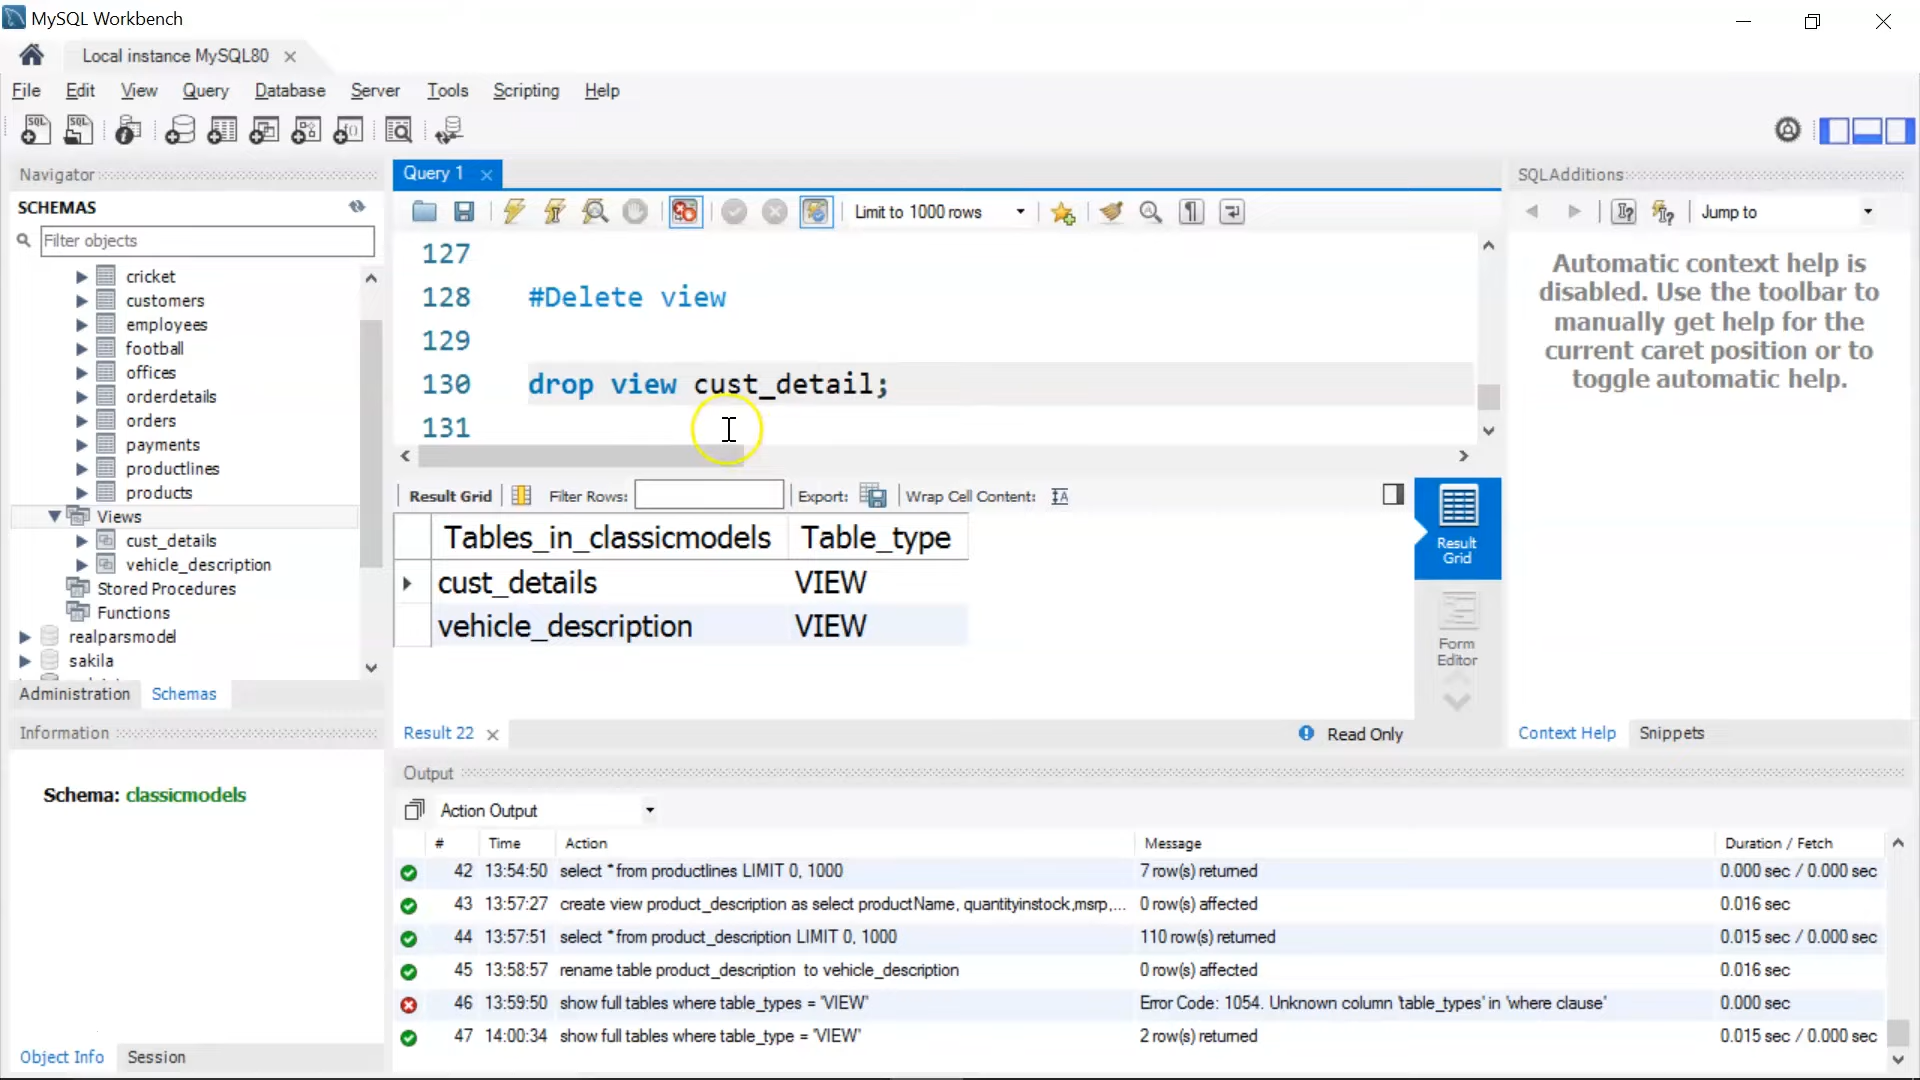 MySQL Workbench
Local instance MySQL80
File Edit View Query Database Server Tools Scripting Help
Navigator
SCHEMAS
Filter objects
cricket
customers
employees
football
offices
orderdetails
orders
payments
productlines
products
Views
cust_details
vehicle_description
Stored Procedures
Functions
realparsmodel
sakila
Administration Schemas
Information
Schema: classicmodels
Object Info Session
Query 1
Limit to 1000 rows
127
128 #Delete view
129
130 drop view cust_detail;
131
Result Grid Filter Rows: Export: Wrap Cell Content:
Tables_in_classicmodels Table_type
cust_details VIEW
vehicle_description VIEW
Result
Grid
Form
Editor
Result 22 Read Only
SQLAdditions
Jump to
Automatic context help is
disabled. Use the toolbar to
manually get help for the
current caret position or to
toggle automatic help.
Context Help Snippets
Output
Action Output
# Time Action Message Duration / Fetch
42 13:54:50 select * from productlines LIMIT 0, 1000 7 row(s) returned 0.000 sec / 0.000 sec
43 13:57:27 create view product_description as select productName, quantityinstock,msrp,... 0 row(s) affected 0.016 sec
44 13:57:51 select * from product_description LIMIT 0, 1000 110 row(s) returned 0.015 sec / 0.000 sec
45 13:58:57 rename table product_description to vehicle_description 0 row(s) affected 0.016 sec
46 13:59:50 show full tables where table_types = "VIEW" Error Code: 1054. Unknown column 'table_types' in 'where clause' 0.000 sec
47 14:00:34 show full tables where table_type = "VIEW" 2 row(s) returned 0.015 sec / 0.000 sec